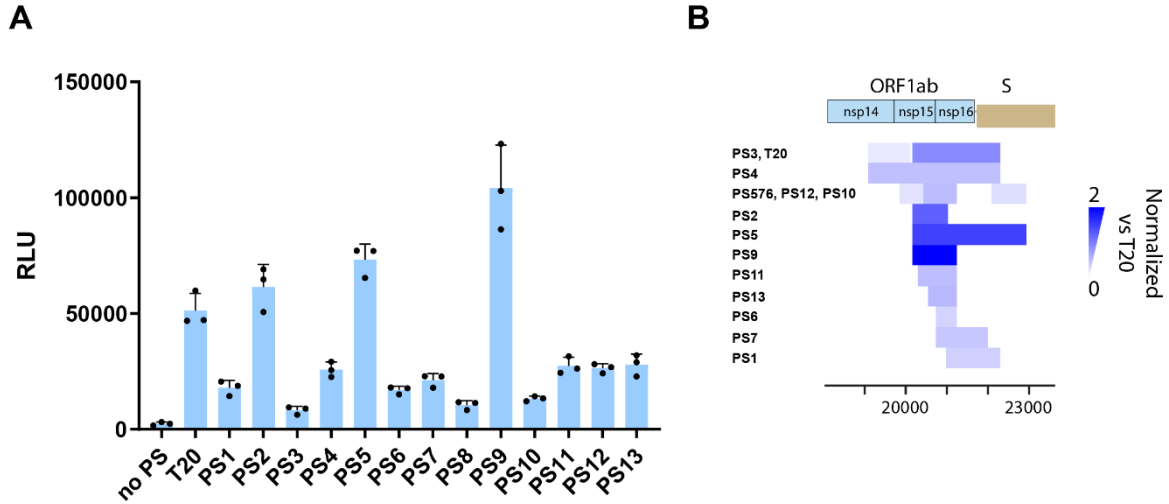 A
RLU
150000
100000
50000
0
no PS
T20
PS1
PS2
PS3
PS4
PS5
PS6
PS7
PS8
PS9
PS10
PS11
PS12
PS13
B
ORF1ab S
nsp14 nsp15 nsp16
PS3, T20
PS4
PS576, PS12, PS10
PS2
PS5
PS9
PS11
PS13
PS6
PS7
PS1
20000 23000
2
0
Normalized
vs T20